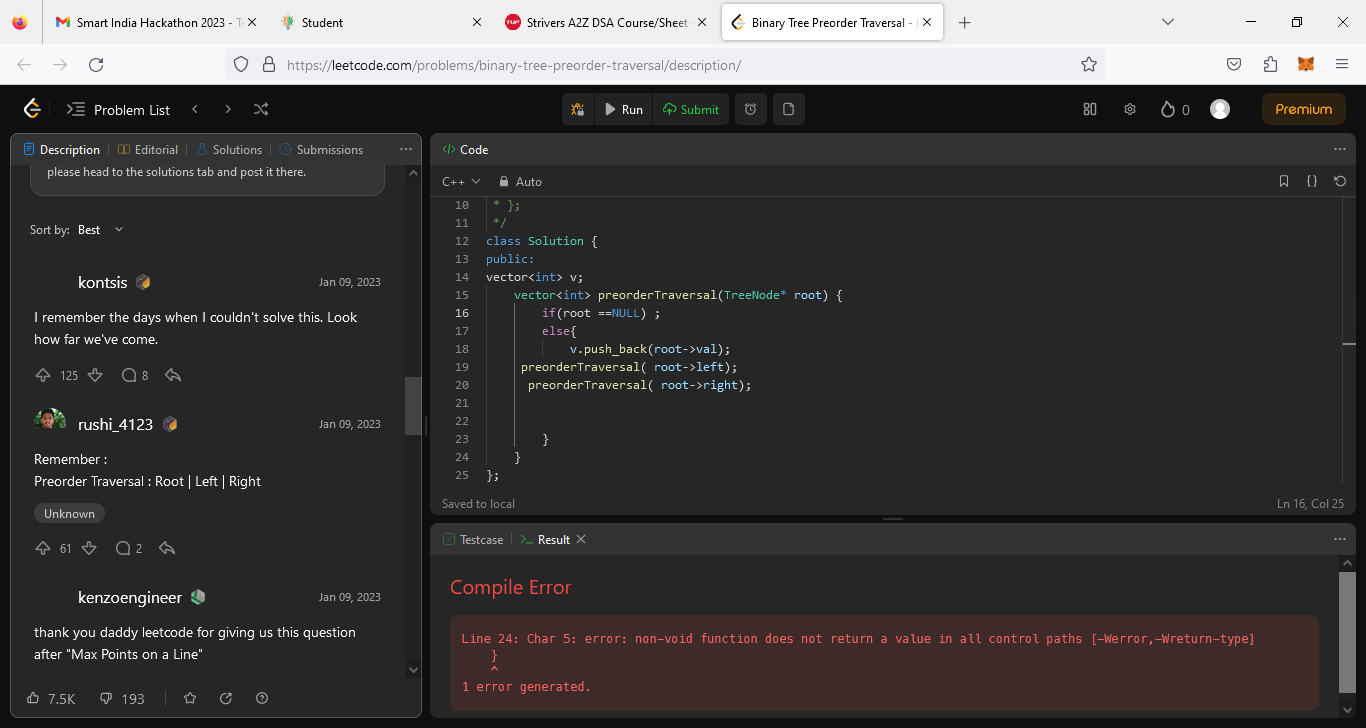 Smart India Hackathon 2023 - Te
Student
Strivers A2Z DSA Course/Sheet -
Binary Tree Preorder Traversal - L
https://leetcode.com/problems/binary-tree-preorder-traversal/description/
Problem List
Run
Submit
0
Premium
Description
Editorial
Solutions
Submissions
please head to the solutions tab and post it there.
Sort by: Best
kontsis
Jan 09, 2023
I remember the days when I couldn't solve this. Look
how far we've come.
125
8
rushi_4123
Jan 09, 2023
Remember :
Preorder Traversal : Root | Left | Right
Unknown
61
2
kenzoengineer
Jan 09, 2023
thank you daddy leetcode for giving us this question
after "Max Points on a Line"
7.5K
193
</> Code
C++
Auto
10 * };
11 */
12 class Solution {
13 public:
14 vector<int> v;
15 vector<int> preorderTraversal(TreeNode* root) {
16 if(root ==NULL) ;
17 else{
18 v.push_back(root->val);
19 preorderTraversal( root->left);
20 preorderTraversal( root->right);
21
22
23 }
24 }
25 };
Saved to local
Ln 16, Col 25
Testcase
Result
Compile Error
Line 24: Char 5: error: non-void function does not return a value in all control paths [-Werror,-Wreturn-type]
}
^
1 error generated.